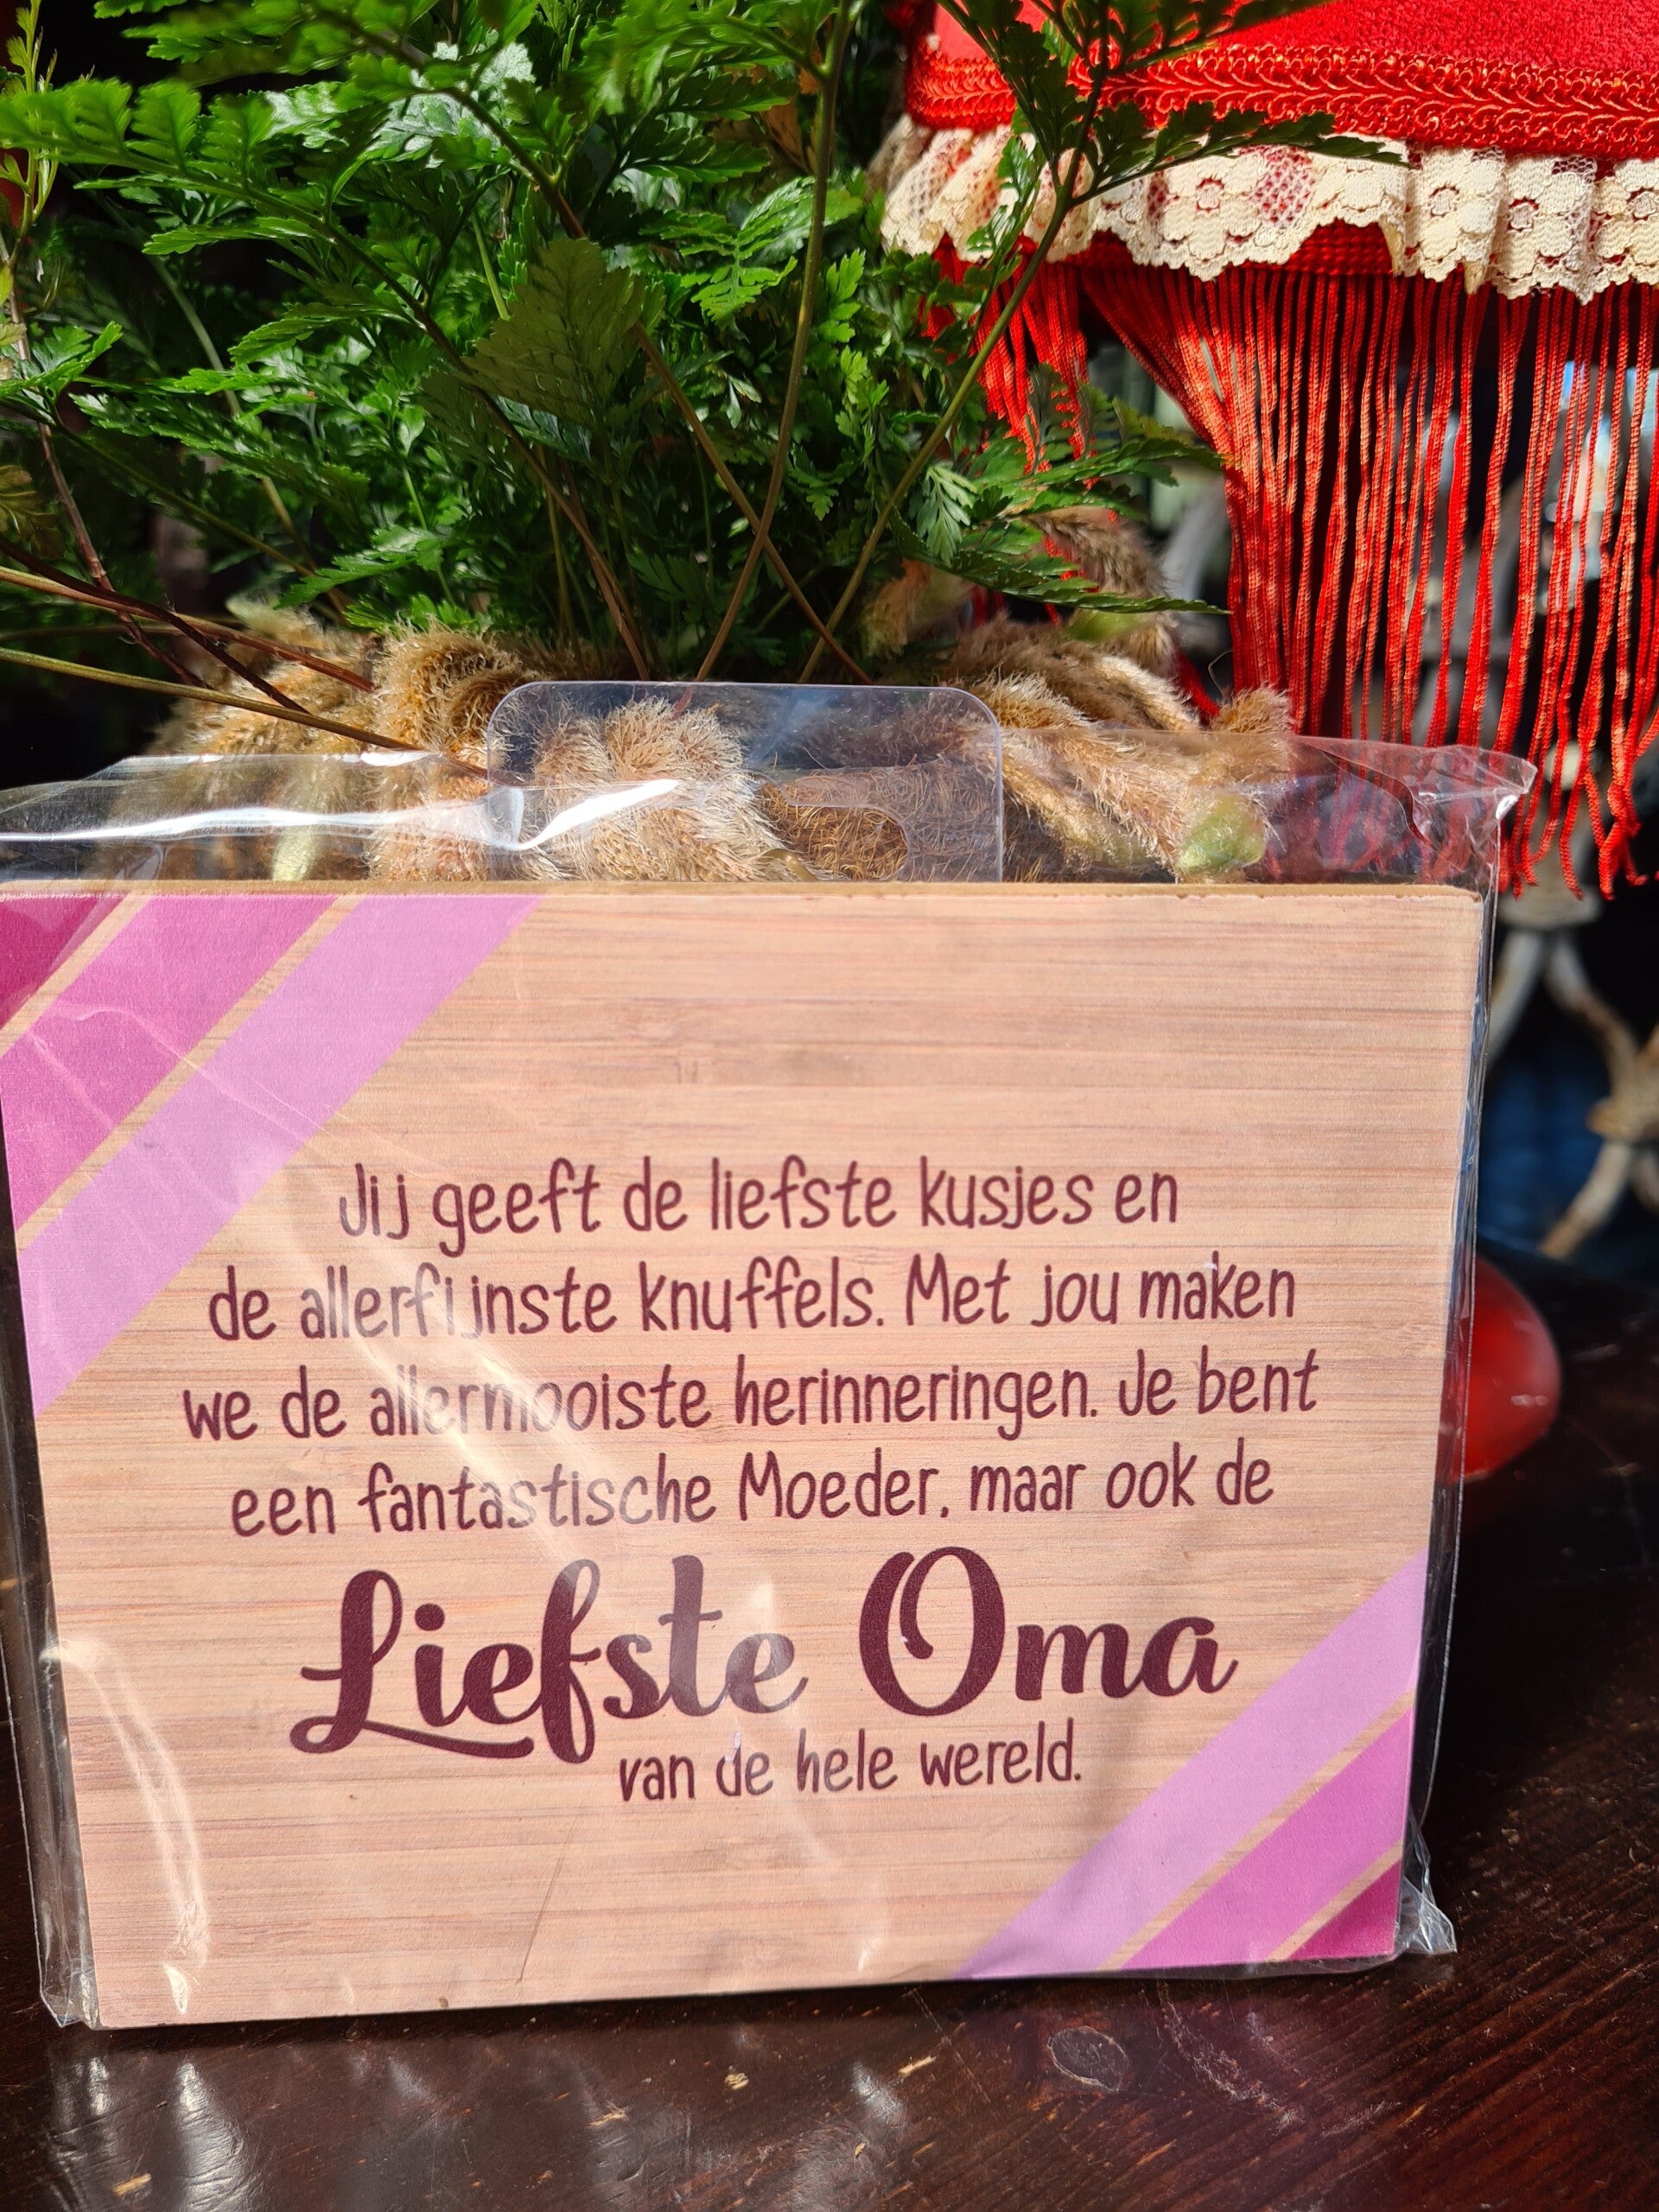 Jij geeft de liefste kusjes en
de allerfijnste knuffels. Met jou maken
we de allermooiste herinneringen. Je bent
een fantastische Moeder, maar ook de
Liefste Oma
van de hele wereld.